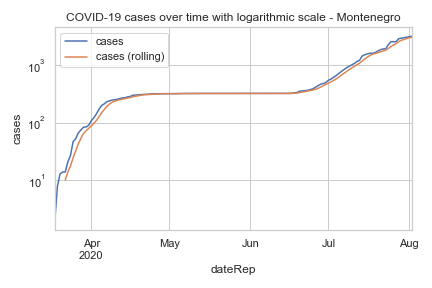 COVID-19 cases over time with logarithmic scale - Montenegro
cases
cases (rolling)
10³
10²
10¹
cases
Apr
2020
May
Jun
Jul
Aug
dateRep